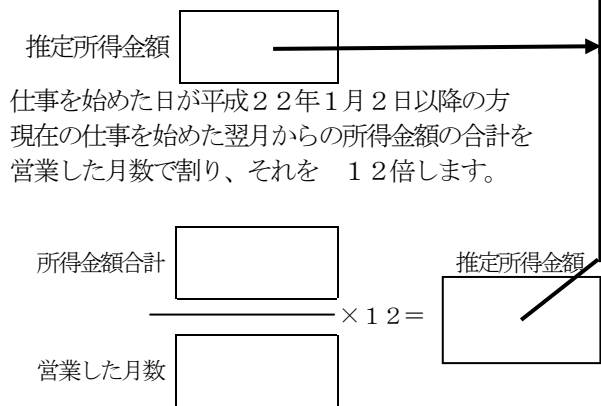 推定所得金額
仕事を始めた日が平成２２年１月２日以降の方
現在の仕事を始めた翌月からの所得金額の合計を
営業した月数で割り、それを　１２倍します。
所得金額合計
推定所得金額
×１２＝
営業した月数